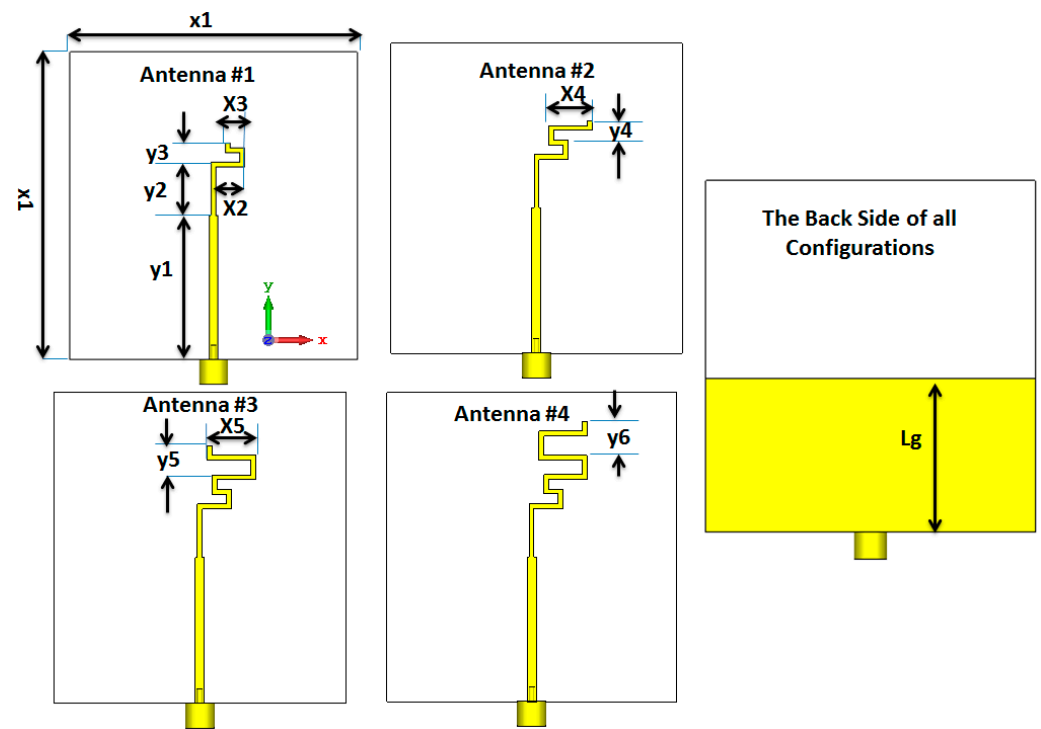 x1
Antenna #1
X3
y3
y2
X2
x1
y1
y
z
x
Antenna #2
X4
y4
The Back Side of all
Configurations
Lg
Antenna #3
X5
y5
Antenna #4
y6